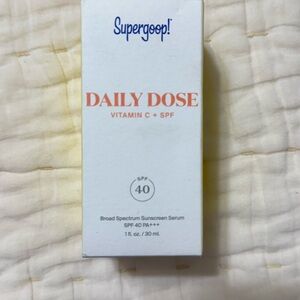 Supergoop!
DAILY DOSE
VITAMIN C + SPF
SPF
40
Broad Spectrum Sunscreen Serum
SPF 40 PA+++
1 fl. oz. / 30 ml.